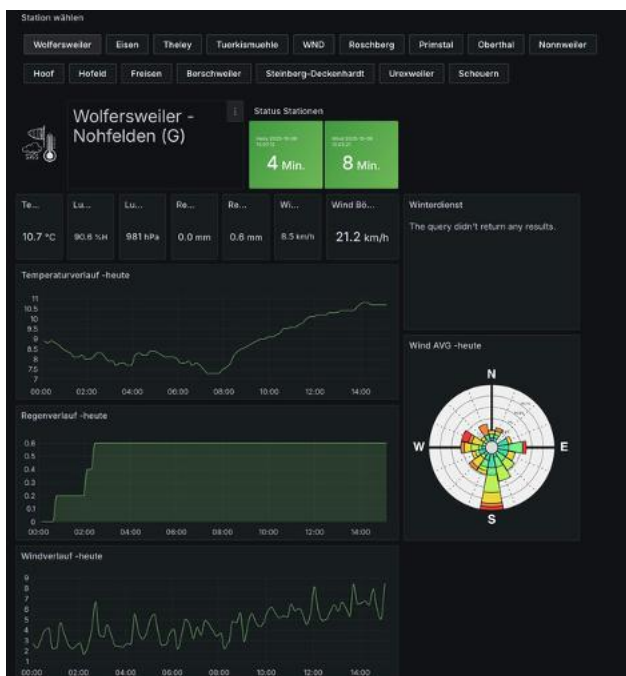 Station wählen
Wolfersweiler Eisen Theley Tuerkismuehle WND Roschberg Primstal Oberthal Nonnweiler
Hoof Hofeld Freisen Berschweiler Steinberg-Deckenhardt Urexweiler Scheuern
Wolfersweiler -
Nohfelden (G)
i
Status Stationen
4 Min.
8 Min.
Te... Lu... Lu... Re... Re... Wi... Wind Bö...
10.7 °C 90.6 %H 981 hPa 0.0 mm 0.6 mm 8.5 km/h 21.2 km/h
Winterdienst
The query didn't return any results.
Temperaturverlauf -heute
11
10.5
10
9.5
9
8.5
8
7.5
7
00:00 02:00 04:00 06:00 08:00 10:00 12:00 14:00
Wind AVG -heute
N
W E
S
Regenverlauf -heute
0.6
0.5
0.4
0.3
0.2
0.1
0
00:00 02:00 04:00 06:00 08:00 10:00 12:00 14:00
Windverlauf -heute
9
8
7
6
5
4
3
2
1
00:00 02:00 04:00 06:00 08:00 10:00 12:00 14:00